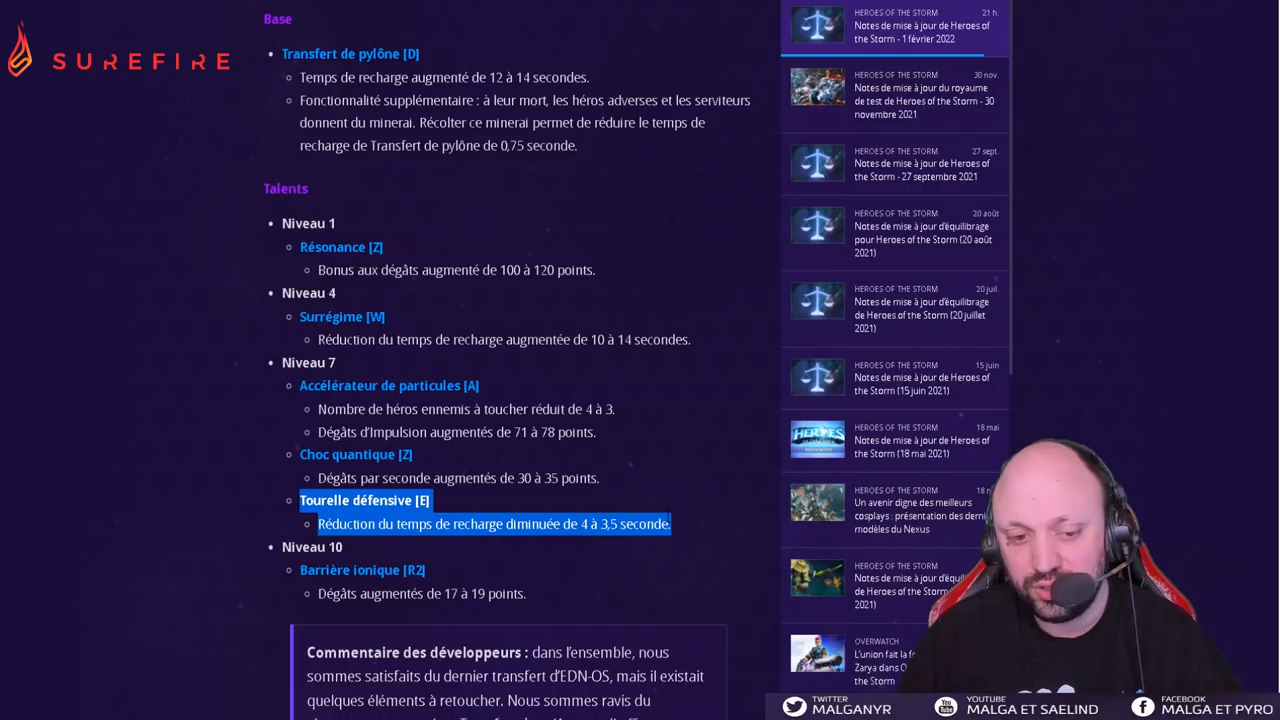 SUREFIRE
Base
Transfert de pylône [D]
Temps de recharge augmenté de 12 à 14 secondes.
Fonctionnalité supplémentaire : à leur mort, les héros adverses et les serviteurs
donnent du minerai. Récolter ce minerai permet de réduire le temps de
recharge de Transfert de pylône de 0,75 seconde.
Talents
Niveau 1
Résonance [Z]
Bonus aux dégâts augmenté de 100 à 120 points.
Niveau 4
Surrégime [W]
Réduction du temps de recharge augmentée de 10 à 14 secondes.
Niveau 7
Accélérateur de particules [A]
Nombre de héros ennemis à toucher réduit de 4 à 3.
Dégâts d'Impulsion augmentés de 71 à 78 points.
Choc quantique [Z]
Dégâts par seconde augmentés de 30 à 35 points.
Tourelle défensive [E]
Réduction du temps de recharge diminuée de 4 à 3,5 seconde.
Niveau 10
Barrière ionique [R2]
Dégâts augmentés de 17 à 19 points.
Commentaire des développeurs : dans l'ensemble, nous
sommes satisfaits du dernier transfert d'EDN-OS, mais il existait
quelques éléments à retoucher. Nous sommes ravis du
HEROES OF THE STORM 21 h.
Notes de mise à jour de Heroes of
the Storm - 1 février 2022
HEROES OF THE STORM 30 nov.
Notes de mise à jour du royaume
de test de Heroes of the Storm - 30
novembre 2021
HEROES OF THE STORM 27 sept.
Notes de mise à jour de Heroes of
the Storm - 27 septembre 2021
HEROES OF THE STORM 20 août
Notes de mise à jour d'équilibrage
pour Heroes of the Storm (20 août
2021)
HEROES OF THE STORM 20 juil.
Notes de mise à jour d'équilibrage
de Heroes of the Storm (20 juillet
2021)
HEROES OF THE STORM 15 juin
Notes de mise à jour de Heroes of
the Storm (15 juin 2021)
HEROES OF THE STORM 18 mai
Notes de mise à jour de Heroes of
the Storm (18 mai 2021)
HEROES OF THE STORM 18
Un avenir digne des meilleurs
cosplays : présentation des
modèles du Nexus
HEROES OF THE STORM
Notes de mise à jour
de Heroes of the Storm
2021)
OVERWATCH
L'union fait la
Zarya dans
the Storm
TWITTER
MALGANYR
YOUTUBE
MALGA ET SAELIND
FACEBOOK
MALGA ET PYRO